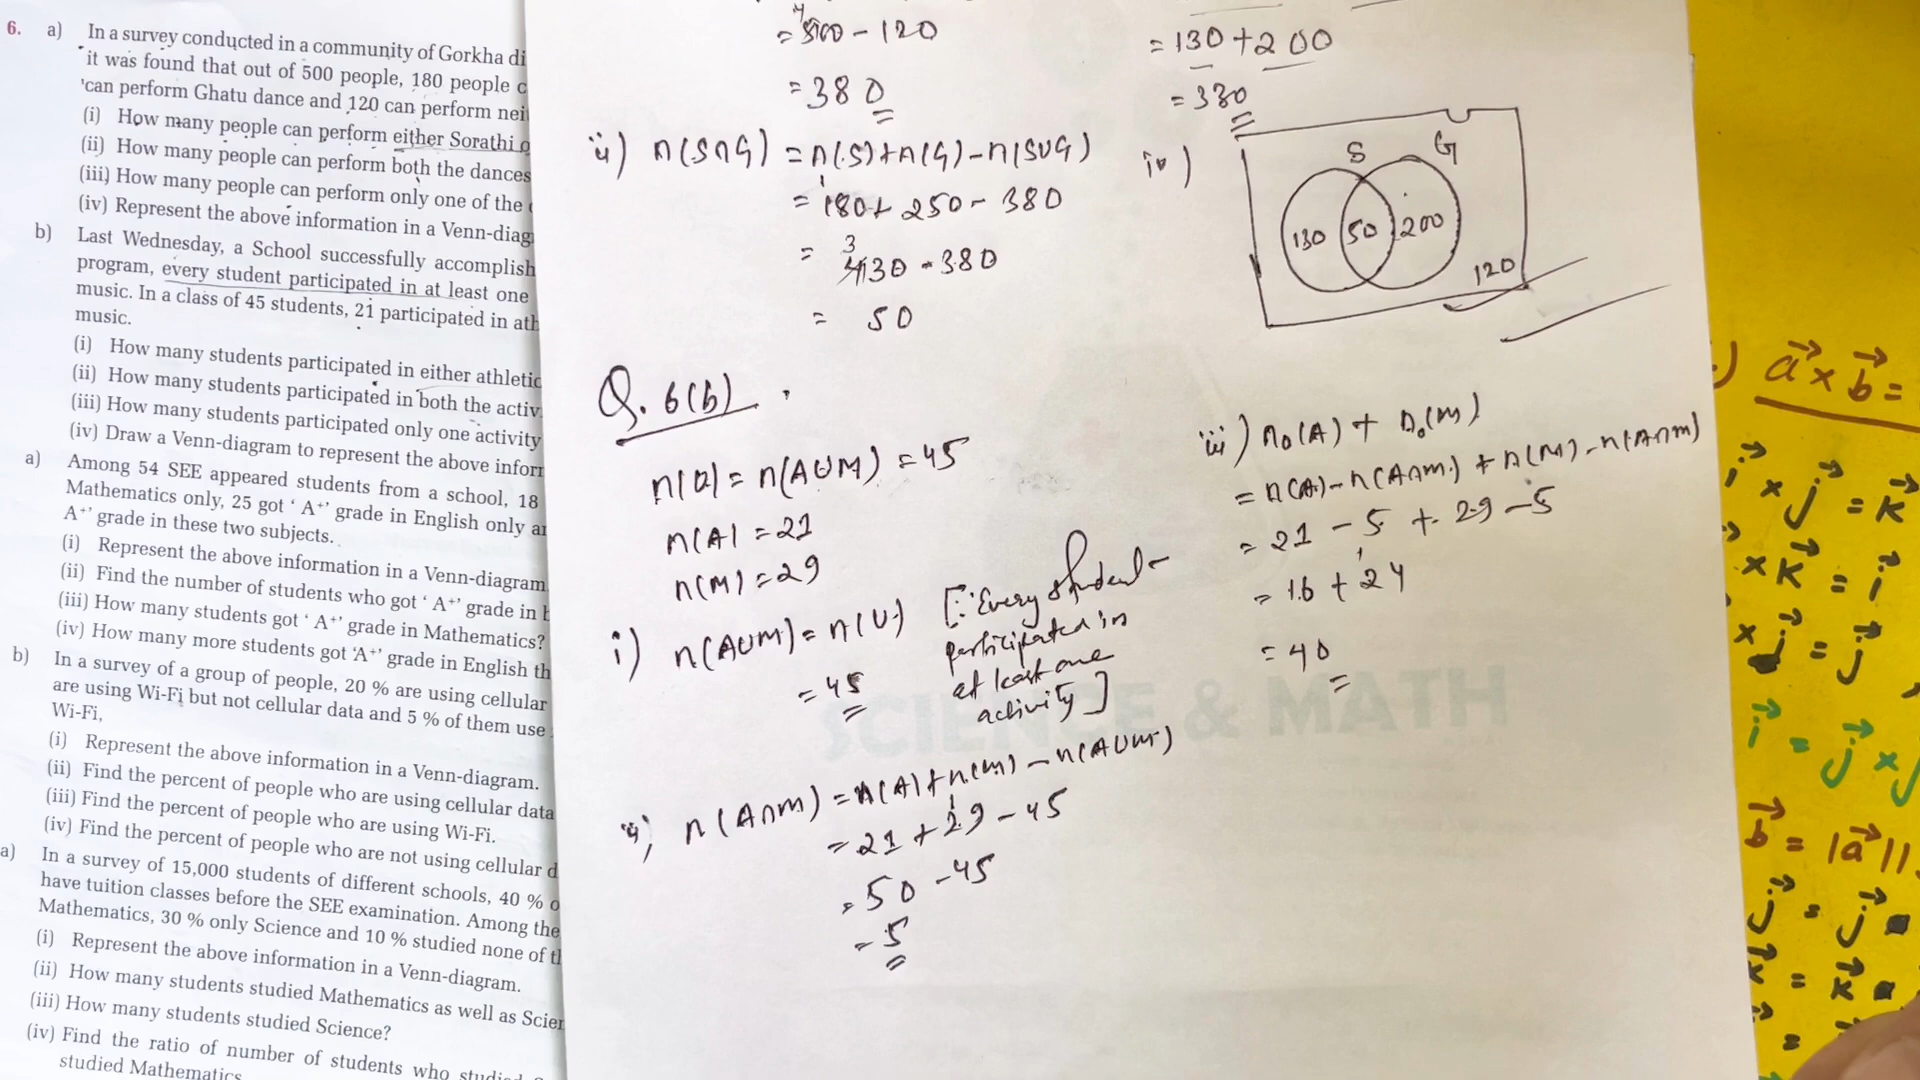 6. a) In a survey conducted in a community of Gorkha di
it was found that out of 500 people, 180 people c
can perform Ghatu dance and 120 can perform nei
(i) How many people can perform either Sorathi o
(ii) How many people can perform both the dances
(iii) How many people can perform only one of the
(iv) Represent the above information in a Venn-diag
b) Last Wednesday, a School successfully accomplish
program, every student participated in at least one
music. In a class of 45 students, 21 participated in ath
music.
(i) How many students participated in either athletic
(ii) How many students participated in both the activ
(iii) How many students participated only one activity
(iv) Draw a Venn-diagram to represent the above infor
a) Among 54 SEE appeared students from a school, 18
Mathematics only, 25 got ‘ A+’ grade in English only a
A+’ grade in these two subjects.
(i) Represent the above information in a Venn-diagram
(ii) Find the number of students who got ‘ A+’ grade in
(iii) How many students got ‘ A+’ grade in Mathematics?
(iv) How many more students got ‘A+’ grade in English th
b) In a survey of a group of people, 20 % are using cellular
are using Wi-Fi but not cellular data and 5 % of them use
Wi-Fi,
(i) Represent the above information in a Venn-diagram.
(ii) Find the percent of people who are using cellular data
(iii) Find the percent of people who are using Wi-Fi.
(iv) Find the percent of people who are not using cellular d
a) In a survey of 15,000 students of different schools, 40 % o
have tuition classes before the SEE examination. Among the
Mathematics, 30 % only Science and 10 % studied none of t
(i) Represent the above information in a Venn-diagram.
(ii) How many students studied Mathematics as well as Scien
(iii) How many students studied Science?
(iv) Find the ratio of number of students who studi
studied Mathematics
= 500 - 120
= 380
ii) n(S∩G) = n(S)+n(G)-n(S∪G)
= 180+ 250- 380
= 430 - 380
= 50
= 130+200
= 330
iv)
S G
130 50 200
120
Q. 6(b)
n(U) = n(A∪M) = 45
n(A) = 21
n(M) = 29
i) n(A∪M) = n(U) [∵ Every student
participated in
at least one
activity]
= 45
ii) n(A∩M) = n(A)+n(M) - n(A∪M)
= 21 + 29 - 45
= 50 - 45
= 5
iii) n₀(A) + n₀(M)
= n(A)-n(A∩M) + n(M)-n(A∩M)
= 21 - 5 + 29 - 5
= 16 + 24
= 40
SCIENCE & MATH
a⃗ × b⃗ =
i⃗ × j⃗ = k⃗
× k⃗ = i⃗
× j⃗ = j⃗
i⃗ = j⃗ × j
b⃗ = |a⃗||
j⃗ . j⃗
k⃗ = k⃗